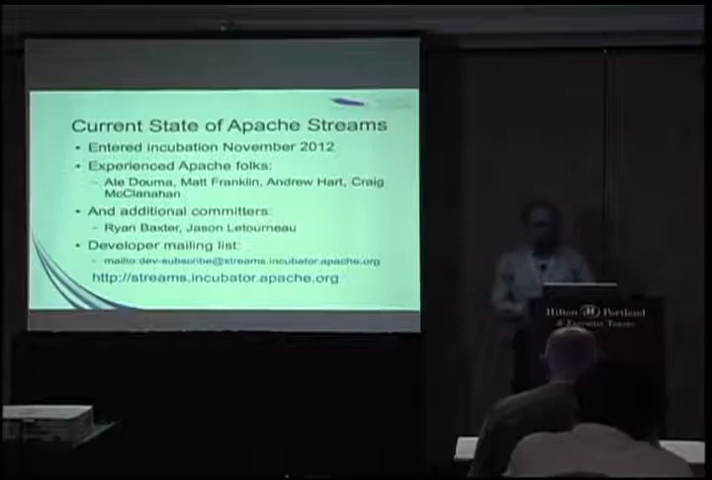 Current State of Apache Streams
• Entered incubation November 2012
• Experienced Apache folks:
– Ate Douma, Matt Franklin, Andrew Hart, Craig
McClanahan
• And additional committers:
– Ryan Baxter, Jason Letourneau
• Developer mailing list:
– mailto:dev-subscribe@streams.incubator.apache.org
http://streams.incubator.apache.org
Hilton Portland
& Executive Tower